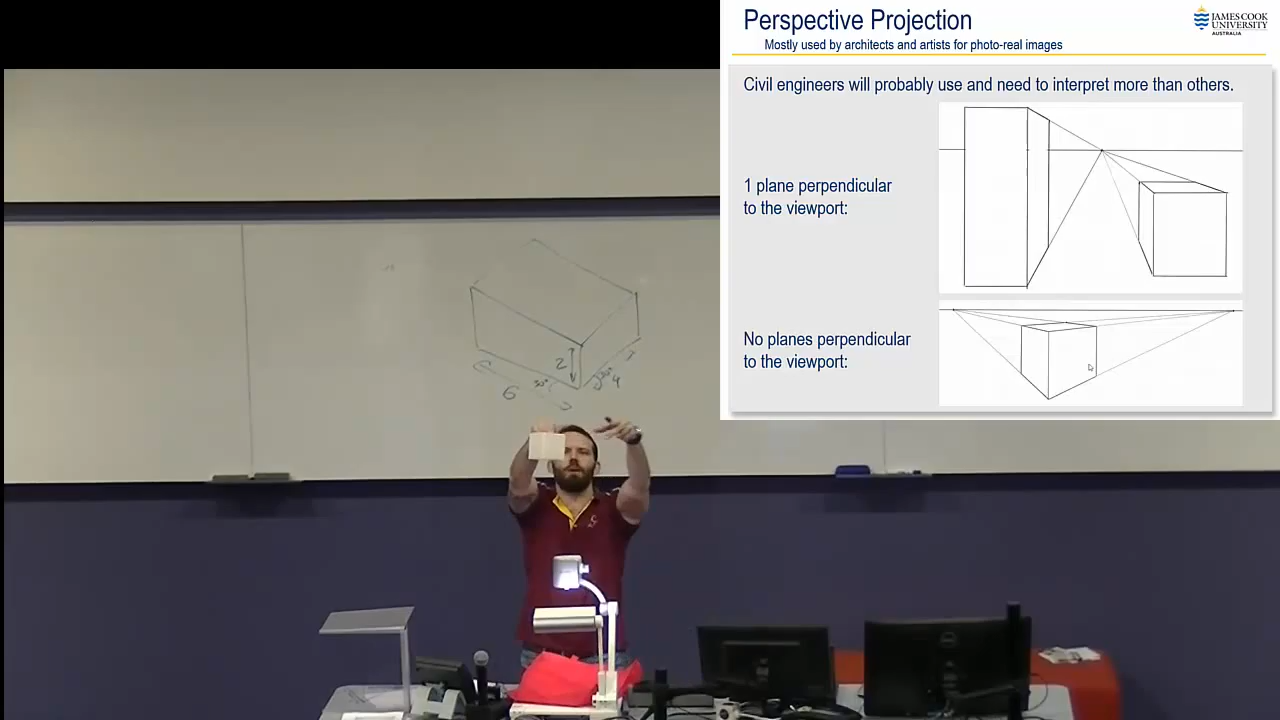 Perspective Projection
Mostly used by architects and artists for photo-real images
JAMES COOK
UNIVERSITY
AUSTRALIA
Civil engineers will probably use and need to interpret more than others.
1 plane perpendicular
to the viewport:
No planes perpendicular
to the viewport:
2
6
30°
4